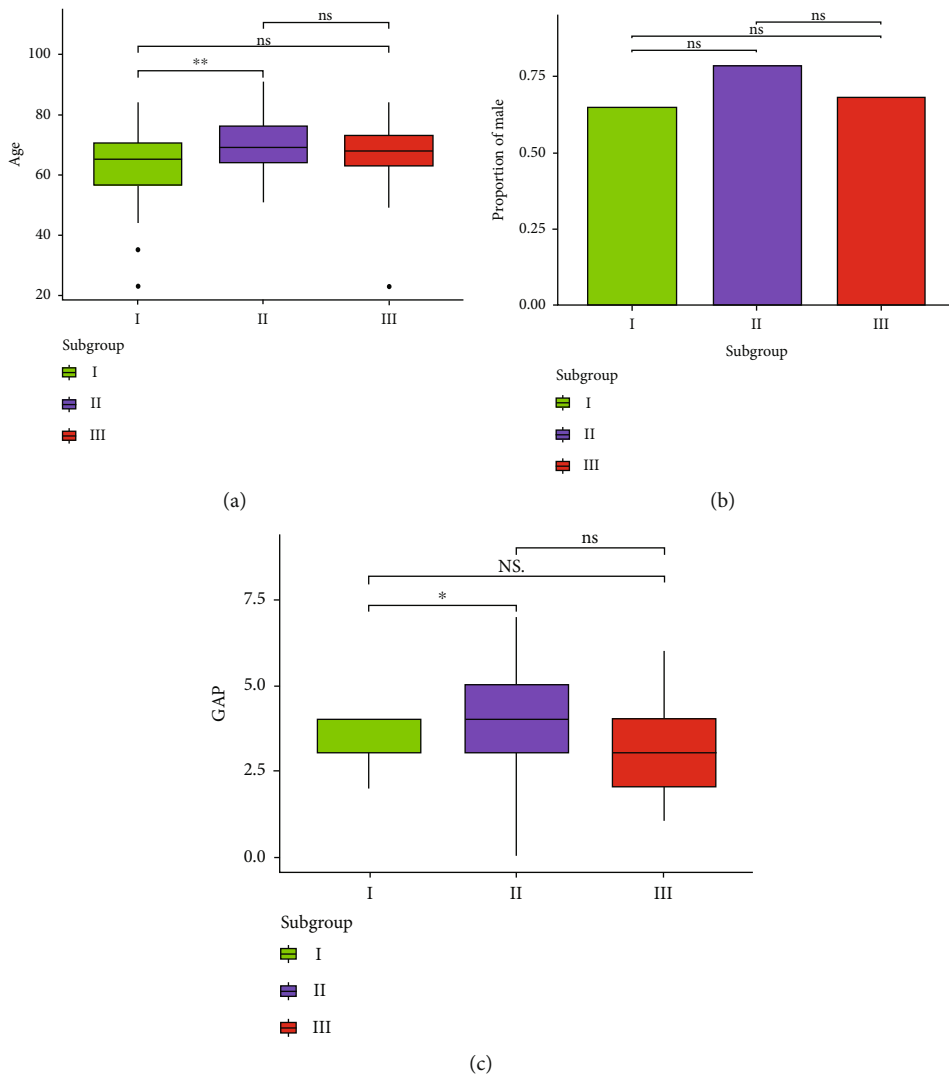 ns
ns
**
100
80
60
40
20
Age
I II III
Subgroup
I
II
III
(a)
ns
ns
ns
0.75
0.50
0.25
0.00
Proportion of male
I II III
Subgroup
Subgroup
I
II
III
(b)
ns
NS.
*
7.5
5.0
2.5
0.0
GAP
I II III
Subgroup
I
II
III
(c)